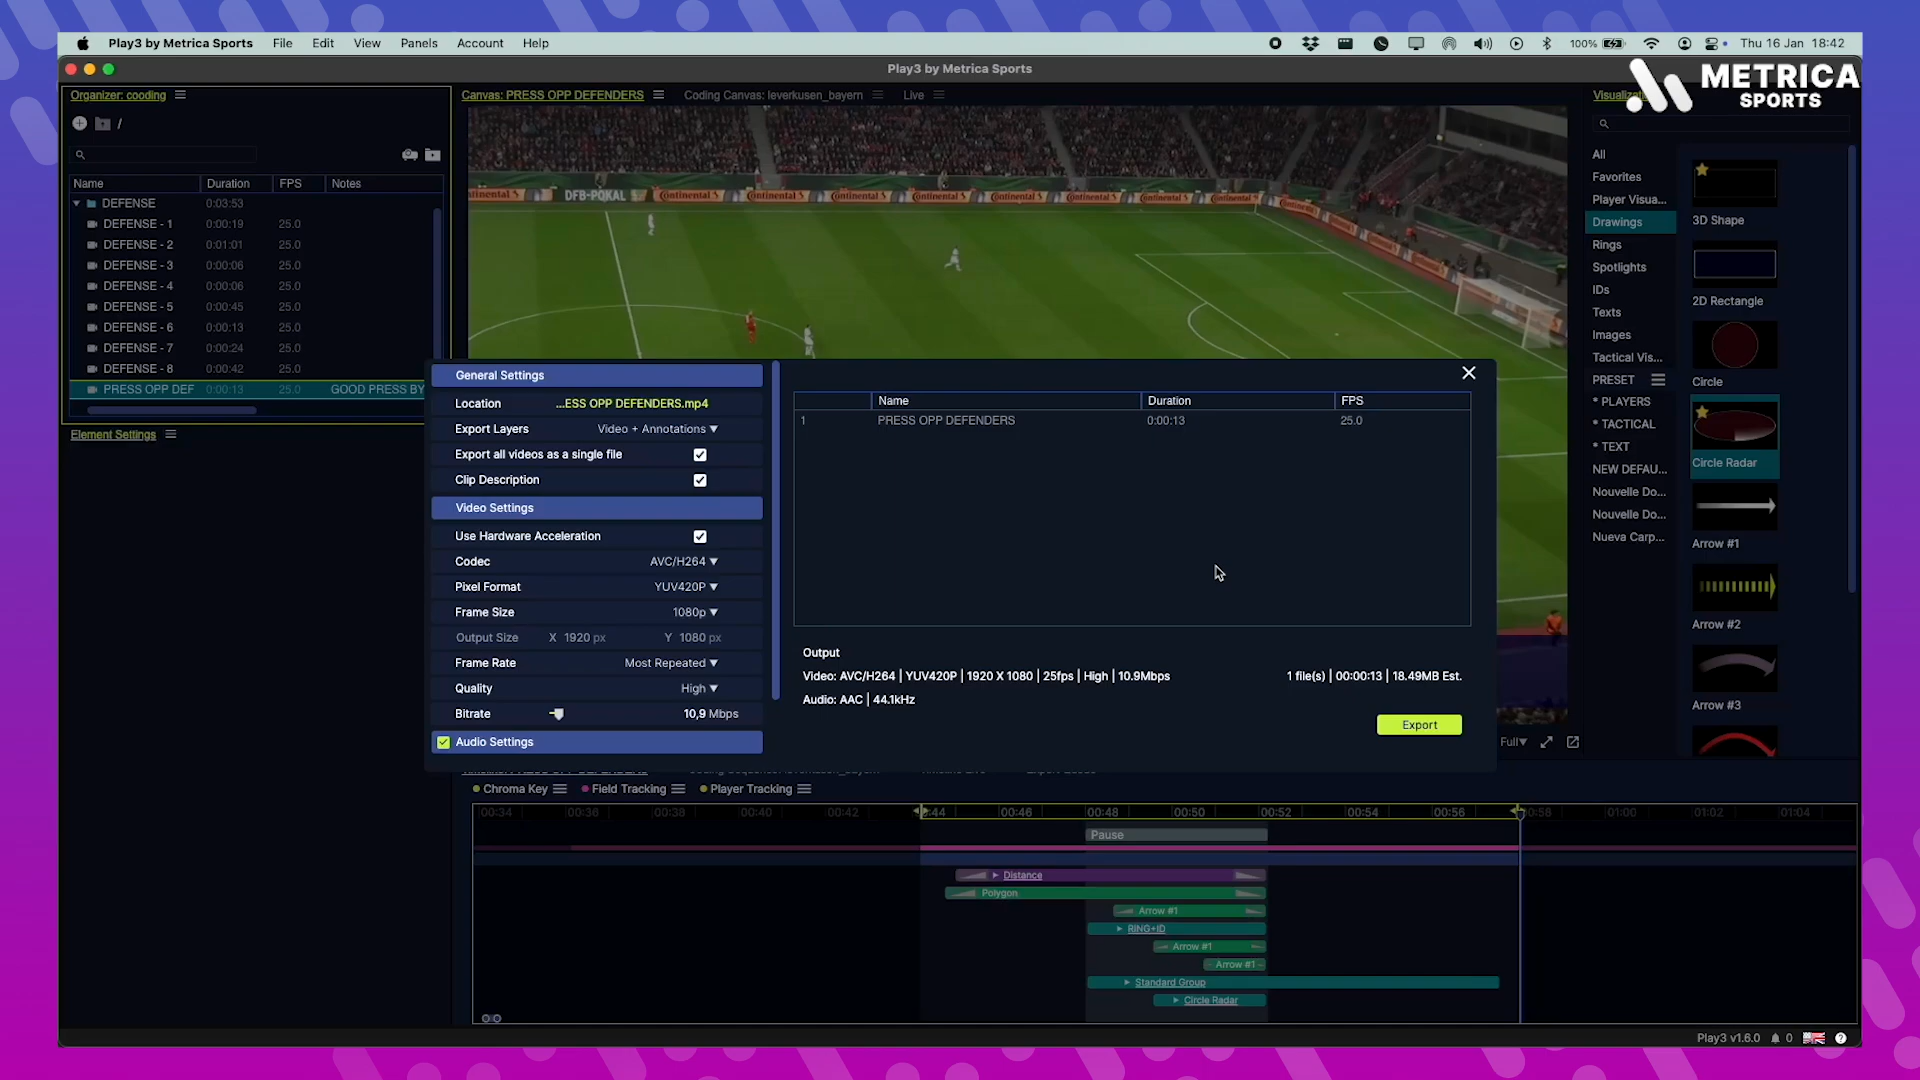 Play3 by Metrica Sports File Edit View Panels Account Help 100% Thu 16 Jan 18:42
Play3 by Metrica Sports
METRICA
SPORTS
Organizer: cooding
/
Name Duration FPS Notes
DEFENSE 0:03:53
DEFENSE - 1 0:00:19 25.0
DEFENSE - 2 0:01:01 25.0
DEFENSE - 3 0:00:06 25.0
DEFENSE - 4 0:00:06 25.0
DEFENSE - 5 0:00:45 25.0
DEFENSE - 6 0:00:13 25.0
DEFENSE - 7 0:00:24 25.0
DEFENSE - 8 0:00:42 25.0
PRESS OPP DEF 0:00:13 25.0 GOOD PRESS BY
Element Settings
Canvas: PRESS OPP DEFENDERS Coding Canvas: leverkusen_bayern Live
Continental DFB-POKAL Continental Continental Continental Continental Continental Continental Continental
General Settings
Location ...ESS OPP DEFENDERS.mp4
Export Layers Video + Annotations
Export all videos as a single file
Clip Description
Video Settings
Use Hardware Acceleration
Codec AVC/H264
Pixel Format YUV420P
Frame Size 1080p
Output Size X 1920 px Y 1080 px
Frame Rate Most Repeated
Quality High
Bitrate 10,9 Mbps
Audio Settings
Name Duration FPS
1 PRESS OPP DEFENDERS 0:00:13 25.0
Output
Video: AVC/H264 | YUV420P | 1920 X 1080 | 25fps | High | 10.9Mbps
1 file(s) | 00:00:13 | 18.49MB Est.
Audio: AAC | 44.1kHz
Export
Full
All
Favorites
Player Visua...
Drawings
Rings
Spotlights
IDs
Texts
Images
Tactical Vis...
PRESET
* PLAYERS
* TACTICAL
* TEXT
NEW DEFAU...
Nouvelle Do...
Nouvelle Do...
Nueva Carp...
3D Shape
2D Rectangle
Circle
Circle Radar
Arrow #1
Arrow #2
Arrow #3
Chroma Key Field Tracking Player Tracking
00:34 00:36 00:38 00:40 00:42 :44 00:46 00:48 00:50 00:52 00:54 00:56 00:58 01:00 01:02 01:04
Pause
Distance
Polygon
Arrow #1
RING+ID
Arrow #1
Arrow #1
Standard Group
Circle Radar
Play3 v1.6.0 0